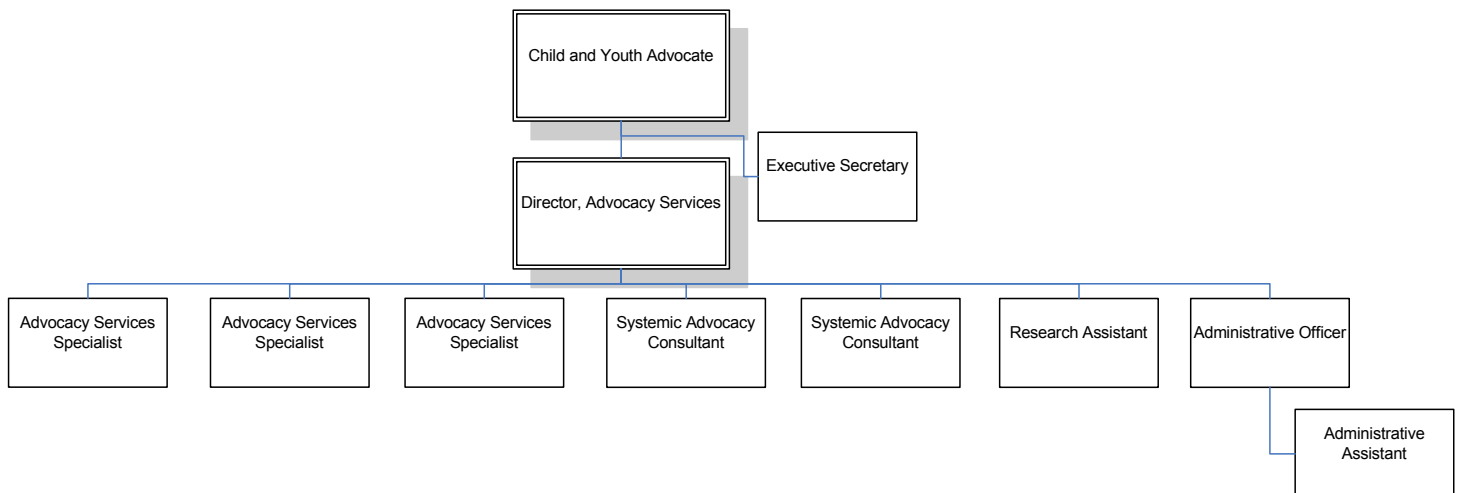 Child and Youth Advocate
Executive Secretary
Director, Advocacy Services
Advocacy Services
Specialist
Advocacy Services
Specialist
Advocacy Services
Specialist
Systemic Advocacy
Consultant
Systemic Advocacy
Consultant
Research Assistant
Administrative Officer
Administrative
Assistant